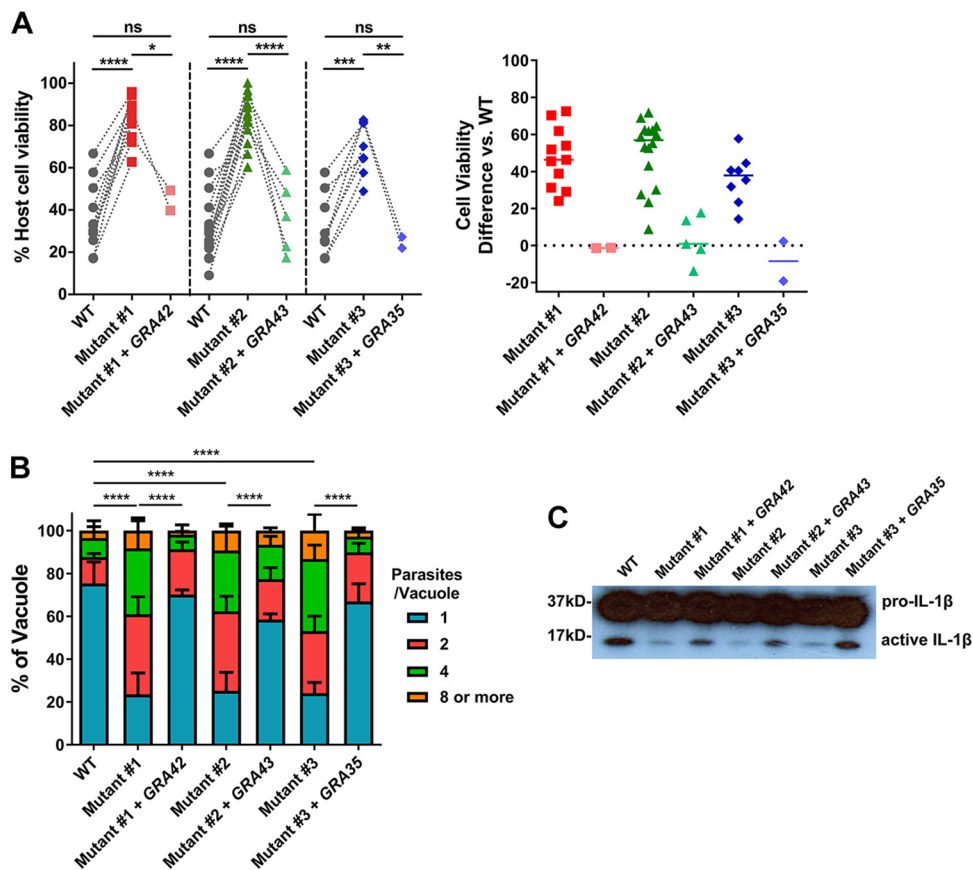 A
ns ns ns
**** * **** **** *** **
% Host cell viability
100
80
60
40
20
0
WT
Mutant #1
Mutant #1 + GRA42
WT
Mutant #2
Mutant #2 + GRA43
WT
Mutant #3
Mutant #3 + GRA35
Cell Viability
Difference vs. WT
100
80
60
40
20
0
-20
Mutant #1
Mutant #1 + GRA42
Mutant #2
Mutant #2 + GRA43
Mutant #3
Mutant #3 + GRA35
B
****
****
**** **** **** ****
% of Vacuole
100
80
60
40
20
0
WT
Mutant #1
Mutant #1 + GRA42
Mutant #2
Mutant #2 + GRA43
Mutant #3
Mutant #3 + GRA35
Parasites
/Vacuole
1
2
4
8 or more
C
WT
Mutant #1
Mutant #1 + GRA42
Mutant #2
Mutant #2 + GRA43
Mutant #3
Mutant #3 + GRA35
37kD- pro-IL-1β
17kD- active IL-1β